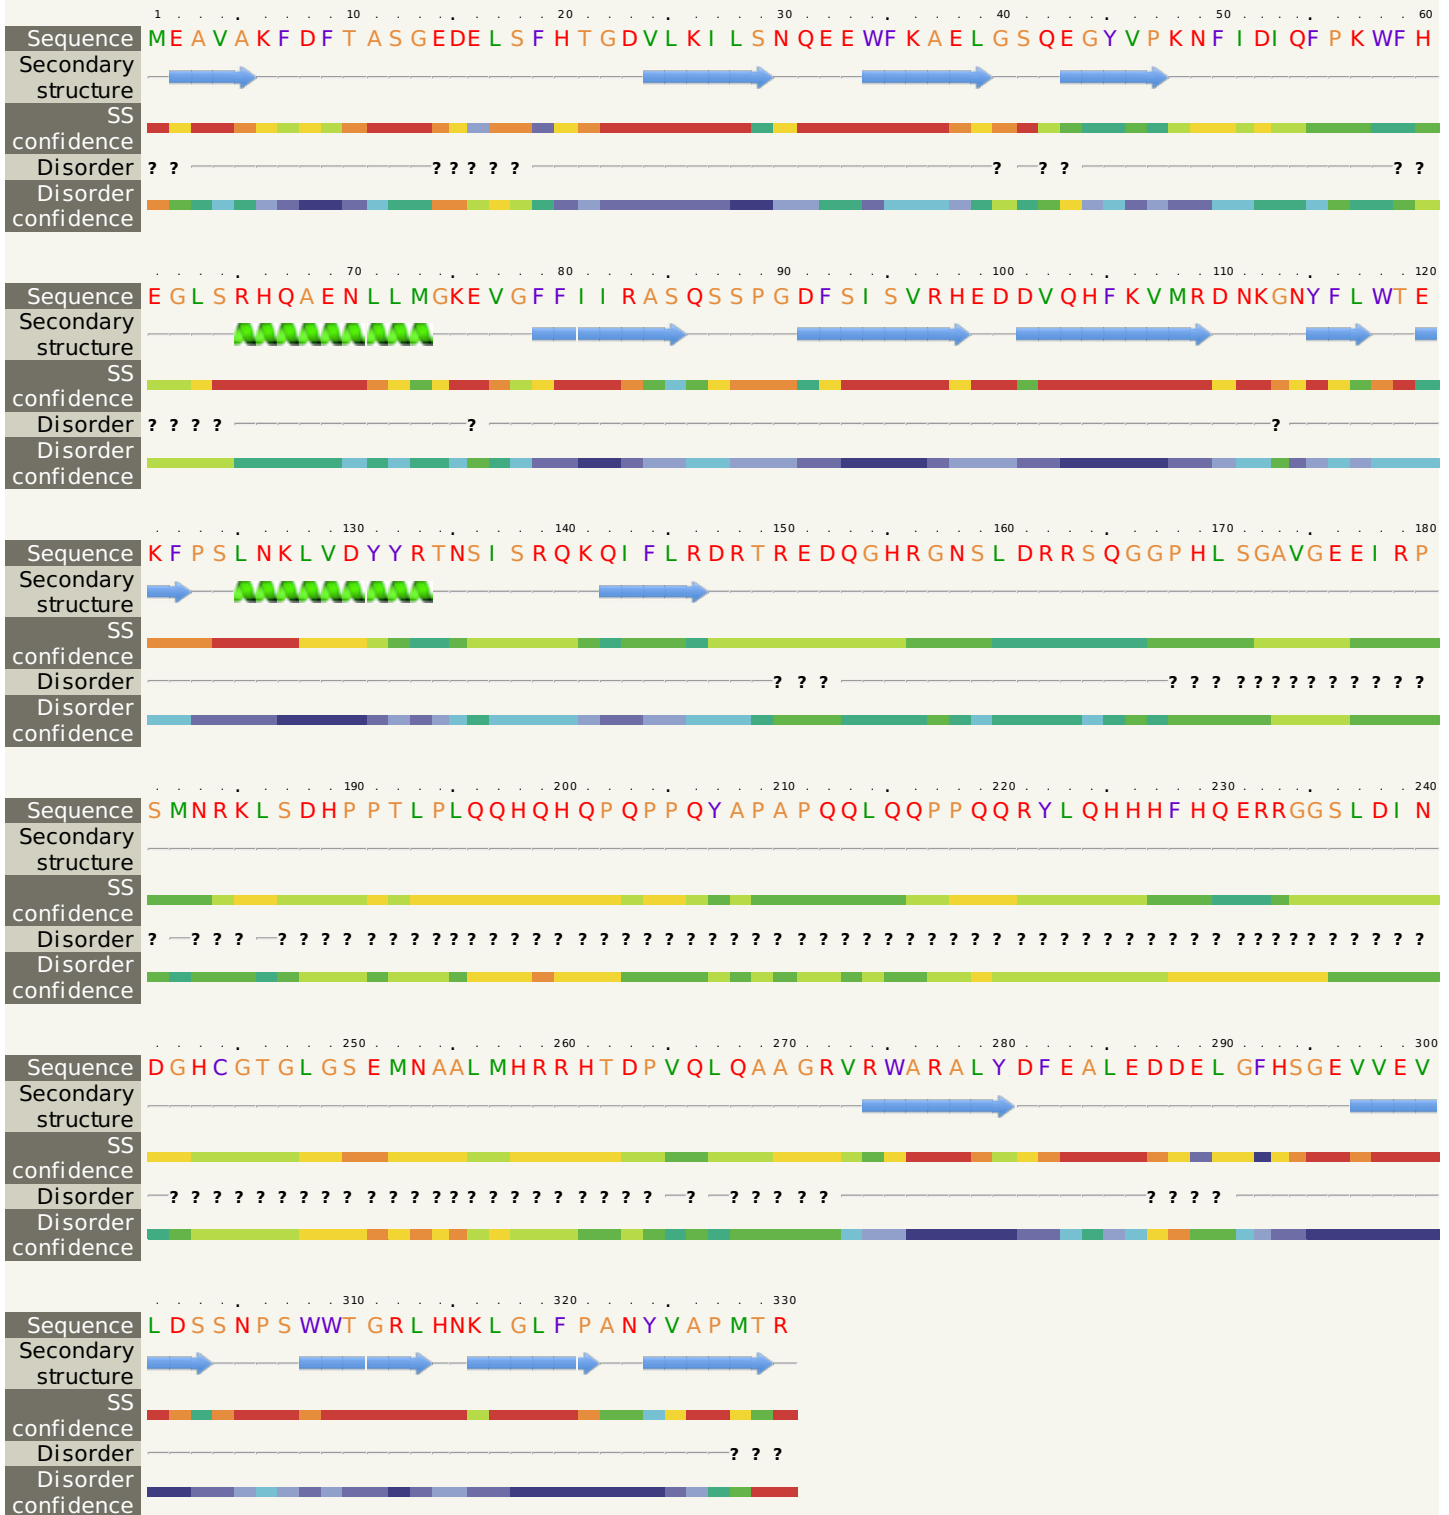 1 10 20 30 40 50 60
Sequence MEAVAKFDFTASGEDELSFHTGDVLKILSNQEEWFKAELGSQEGYVPKNFIDIQFPKWFH
Secondary
structure
SS
confidence
Disorder ? ? ? ? ? ? ? ? ? ? ? ?
Disorder
confidence
70 80 90 100 110 120
Sequence EGLSRHQAENLLMGKEVGFFIIRASQSSPGDFSISVRHEDDVQHFKVMRDNKGNYFLWTE
Secondary
structure
SS
confidence
Disorder ? ? ? ? ? ?
Disorder
confidence
130 140 150 160 170 180
Sequence KFPSLNKLVDYYRTNSISRQKQIFLRDRTREDQGHRGNSLDRRSQGGPHLSGAVGEEIRP
Secondary
structure
SS
confidence
Disorder ? ? ? ? ? ? ? ? ? ? ? ? ? ? ?
Disorder
confidence
190 200 210 220 230 240
Sequence SMNRKLSDHPPTLPLQQHQHQPQPPQYAPAPQQLQQPPQQRYLQHHHFHQERRGGSLDIN
Secondary
structure
SS
confidence
Disorder ? ? ? ? ? ? ? ? ? ? ? ? ? ? ? ? ? ? ? ? ? ? ? ? ? ? ? ? ? ? ? ? ? ? ? ? ? ? ? ? ? ? ? ? ? ? ? ? ? ? ? ? ? ? ? ? ? ?
Disorder
confidence
250 260 270 280 290 300
Sequence DGHCGTGLGSEMNAALMHRRHTDPVQLQAAGRVRWARALYDFEALEDDELGFHSGEVVEV
Secondary
structure
SS
confidence
Disorder ? ? ? ? ? ? ? ? ? ? ? ? ? ? ? ? ? ? ? ? ? ? ? ? ? ? ? ? ? ? ? ? ?
Disorder
confidence
310 320 330
Sequence LDSSNPSWWTGRLHNKLGLFPANYVAPMTR
Secondary
structure
SS
confidence
Disorder ? ? ?
Disorder
confidence